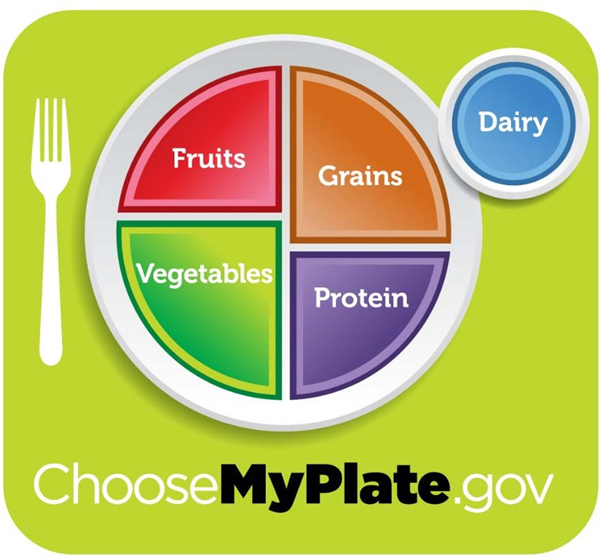 Dairy
Fruits
Grains
Vegetables
Protein
ChooseMyPlate.gov